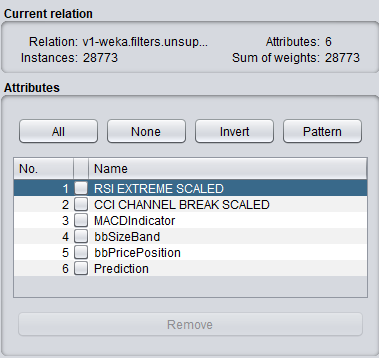 Current relation
Relation: v1-weka.filters.unsup... Attributes: 6
Instances: 28773 Sum of weights: 28773
Attributes
All None Invert Pattern
No. Name
1 RSI EXTREME SCALED
2 CCI CHANNEL BREAK SCALED
3 MACDIndicator
4 bbSizeBand
5 bbPricePosition
6 Prediction
Remove